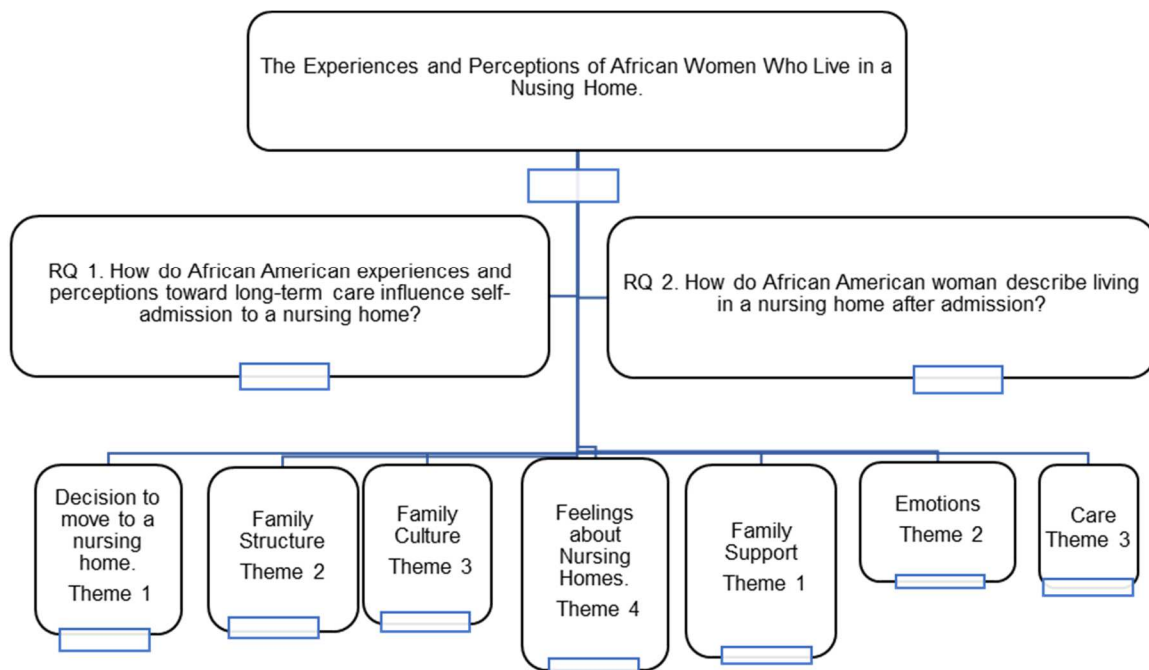 The Experiences and Perceptions of African Women Who Live in a
Nusing Home.
RQ 1. How do African American experiences and
perceptions toward long-term care influence self-
admission to a nursing home?
RQ 2. How do African American woman describe living
in a nursing home after admission?
Decision to
move to a
nursing
home.
Theme 1
Family
Structure
Theme 2
Family
Culture
Theme 3
Feelings
about
Nursing
Homes.
Theme 4
Family
Support
Theme 1
Emotions
Theme 2
Care
Theme 3